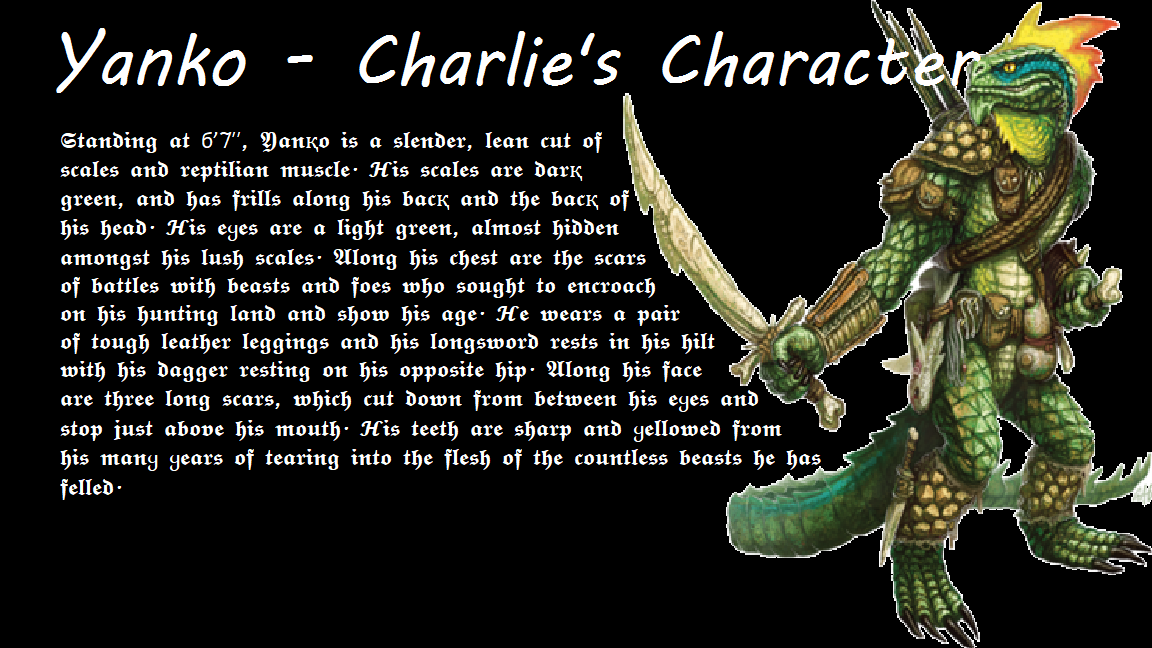 Yanko - Charlie's Character
Standing at 6'7", Yanko is a slender, lean cut of
scales and reptilian muscle. His scales are dark
green, and has frills along his back and the back of
his head. His eyes are a light green, almost hidden
amongst his lush scales. Along his chest are the scars
of battles with beasts and foes who sought to encroach
on his hunting land and show his age. He wears a pair
of tough leather leggings and his longsword rests in his hilt
with his dagger resting on his opposite hip. Along his face
are three long scars, which cut down from between his eyes and
stop just above his mouth. His teeth are sharp and yellowed from
his many years of tearing into the flesh of the countless beasts he has
felled.